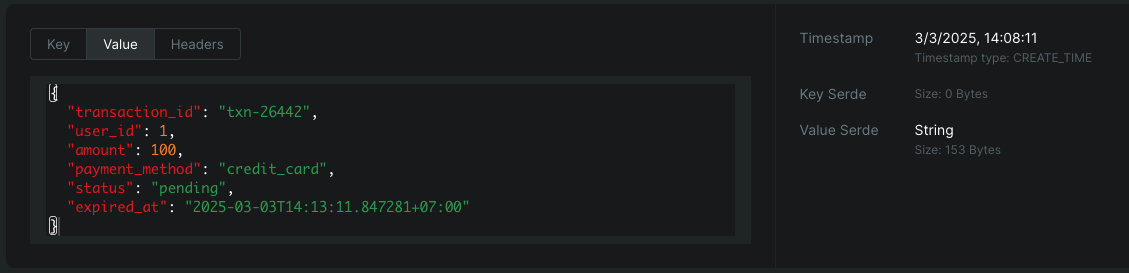 Key Value Headers
{
"transaction_id": "txn-26442",
"user_id": 1,
"amount": 100,
"payment_method": "credit_card",
"status": "pending",
"expired_at": "2025-03-03T14:13:11.847281+07:00"
}
Timestamp 3/3/2025, 14:08:11
Timestamp type: CREATE_TIME
Key Serde Size: 0 Bytes
Value Serde String
Size: 153 Bytes